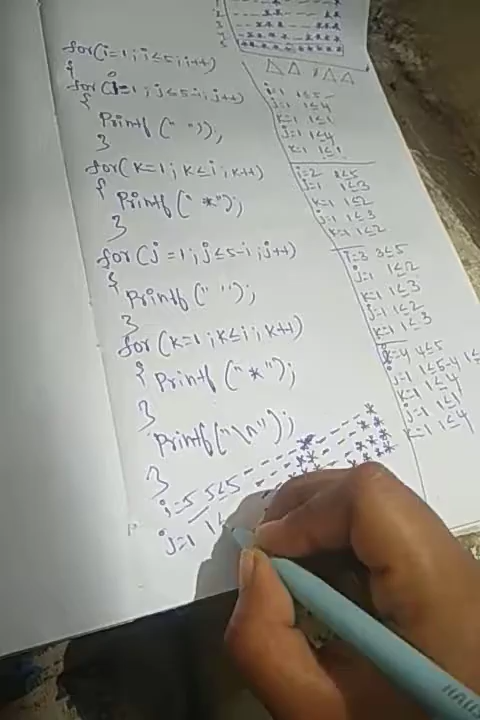 for(i=1;i≤5;i++)
{
for(j=1;j≤5-i;j++)
{
Printf(" ");
}
for(k=1;k≤i;k++)
{
Printf("*");
}
for(j=1;j≤5-i;j++)
{
Printf(" ");
}
for(k=1;k≤i;k++)
{
Printf("*");
}
Printf("\n");
}
i=5 5≤5
j=1 1≤
i=1 1≤5
j=1 1≤4
k=1 1≤1
j=1 1≤4
k=1 1≤1
i=2 2≤5
j=1 1≤3
k=1 1≤2
j=1 1≤3
k=1 1≤2
i=3 3≤5
j=1 1≤2
k=1 1≤3
j=1 1≤2
k=1 1≤3
4≤5
j=1 1≤5-4
k=1 1≤4
j=1 1≤1
k=1 1≤4